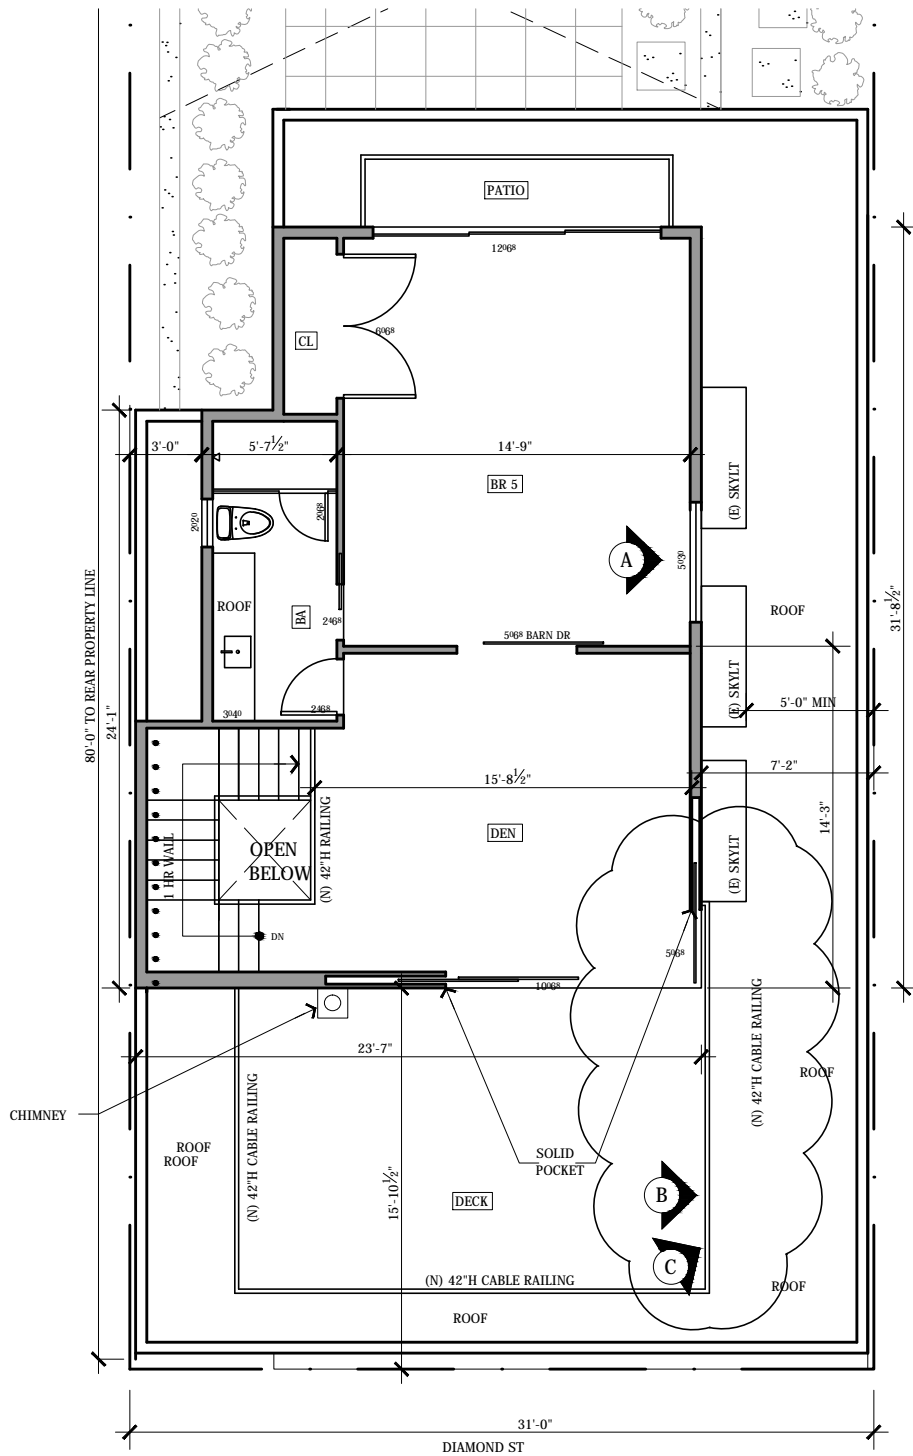 PATIO
12⁰6⁸
6⁰6⁸
CL
3'-0"
5'-7½"
14'-9"
BR 5
(E) SKYLT
2⁰2⁰
2⁰6⁸
A
5⁰3⁰
80'-0" TO REAR PROPERTY LINE
24'-1"
ROOF
BA
2⁴6⁸
ROOF
31'-8½"
5⁰6⁸ BARN DR
(E) SKYLT
5'-0" MIN
3⁰4⁰
2⁴6⁸
7'-2"
15'-8½"
14'-3"
1 HR WALL
OPEN
BELOW
(N) 42"H RAILING
DEN
(E) SKYLT
DN
5⁰6⁸
10⁰6⁸
23'-7"
(N) 42"H CABLE RAILING
(N) 42"H CABLE RAILING
ROOF
CHIMNEY
ROOF
ROOF
SOLID
POCKET
15'-10½"
DECK
B
C
(N) 42"H CABLE RAILING
ROOF
ROOF
31'-0"
DIAMOND ST